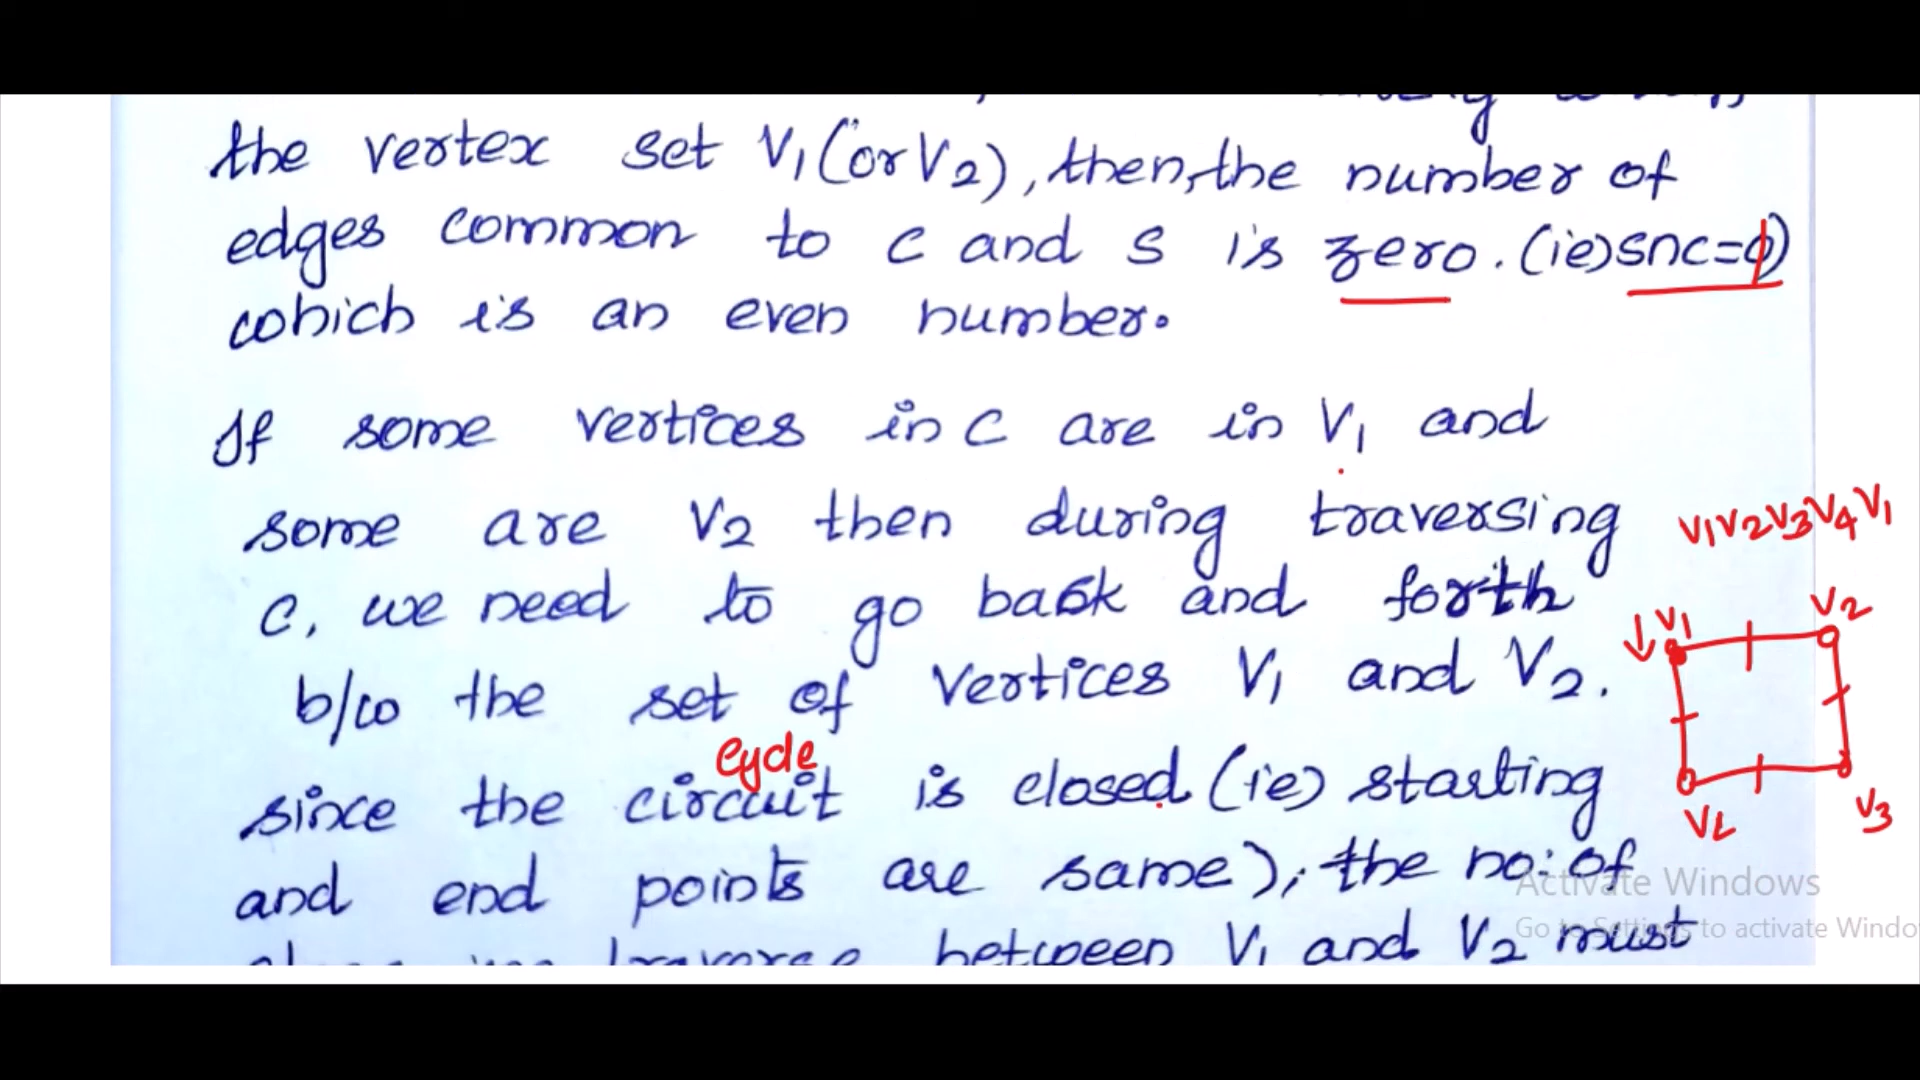 the vertex set V1 (or V2), then, the number of
edges common to C and S is zero. (ie) S∩C=ϕ)
which is an even number.
If some vertices in C are in V1 and
some are V2 then during traversing
C, we need to go back and forth
b/w the set of vertices V1 and V2.
cycle
since the circuit is closed (ie) starting
and end points are same), the no: of
traverse between V1 and V2 must
V1V2V3V4V1
V1
V2
V3
Activate Windows
Go to Settings to activate Windo